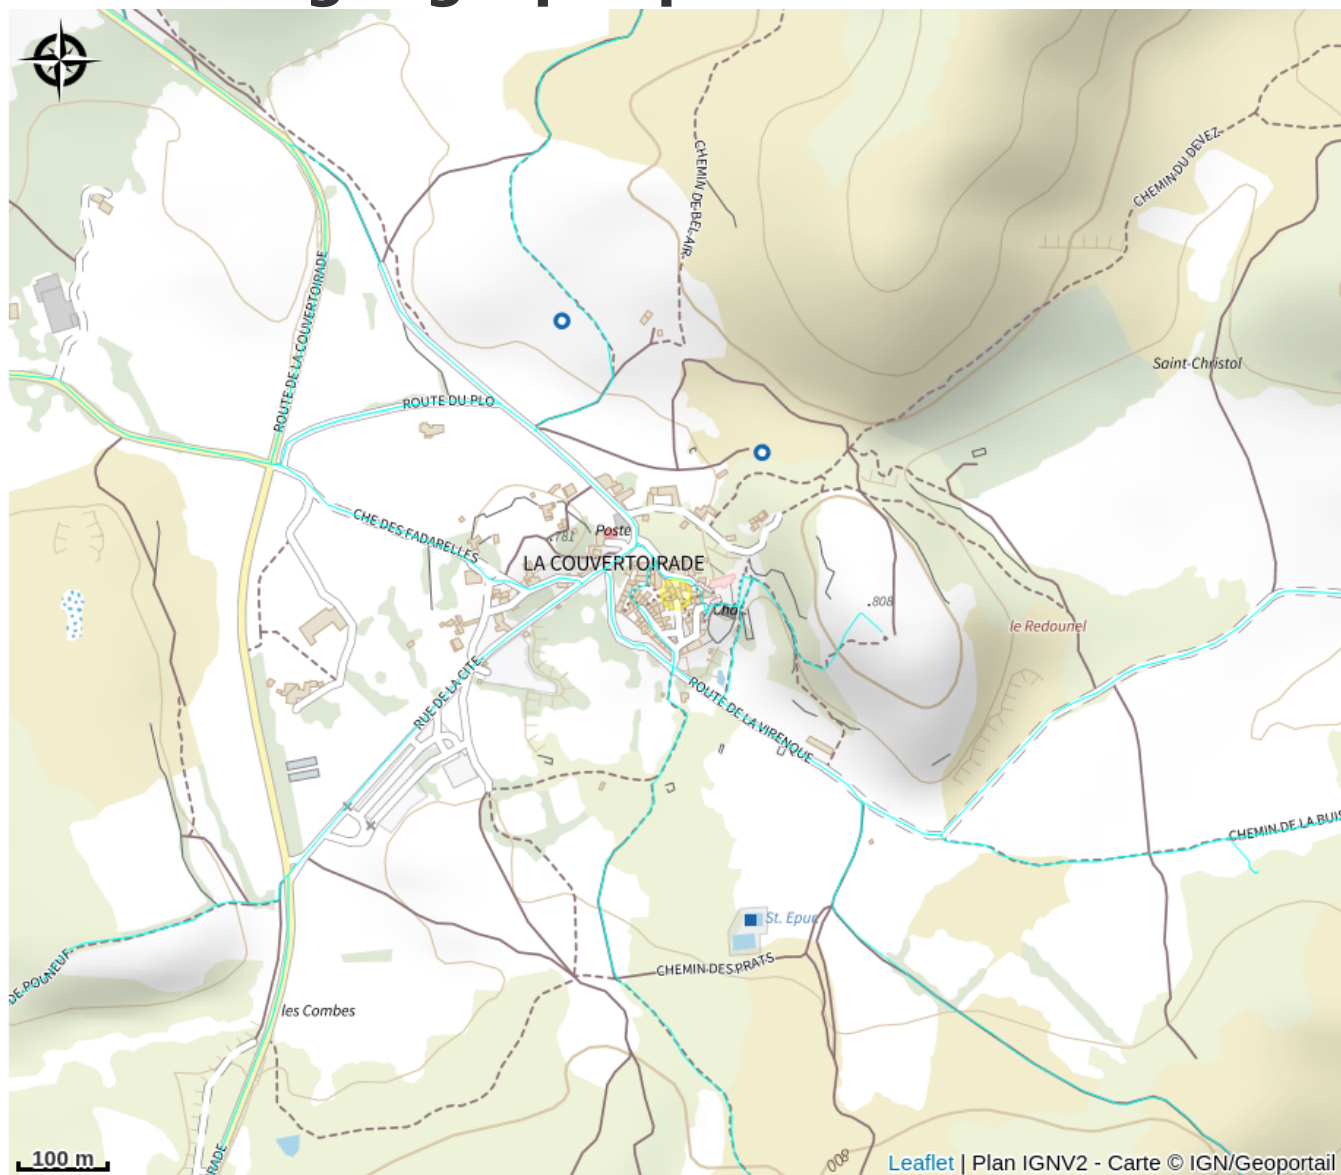 CHEMIN DE BEL-AIR
CHEMIN DU DEVEZ
ROUTE DE LA COUVERTOIRADE
Saint-Christol
ROUTE DU PLO
CHE DES FADARELLES
Poste
781
LA COUVERTOIRADE
808
le Redounel
RUE DE LA CITE
ROUTE DE LA VIRENQUE
CHEMIN DE LA BUIS
St. Epur.
CHEMIN DES PRATS
DE POUNEUF
les Combes
800
100 m
Leaflet | Plan IGNV2 - Carte © IGN/Geoportail